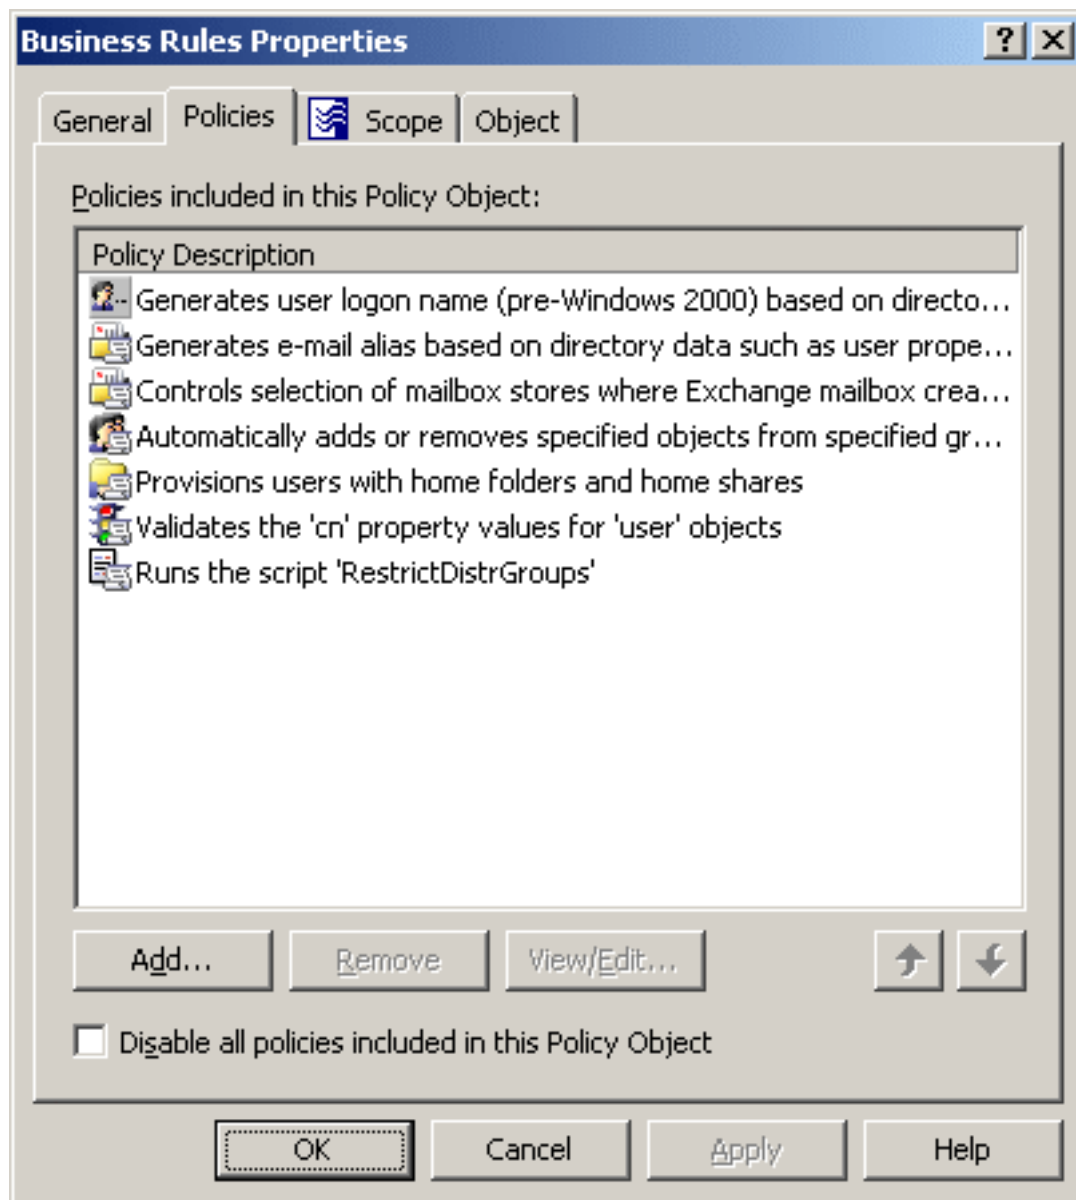 Business Rules Properties
General Policies Scope Object
Policies included in this Policy Object:
Policy Description
Generates user logon name (pre-Windows 2000) based on directo...
Generates e-mail alias based on directory data such as user prope...
Controls selection of mailbox stores where Exchange mailbox crea...
Automatically adds or removes specified objects from specified gr...
Provisions users with home folders and home shares
Validates the 'cn' property values for 'user' objects
Runs the script 'RestrictDistrGroups'
Add... Remove View/Edit...
Disable all policies included in this Policy Object
OK Cancel Apply Help